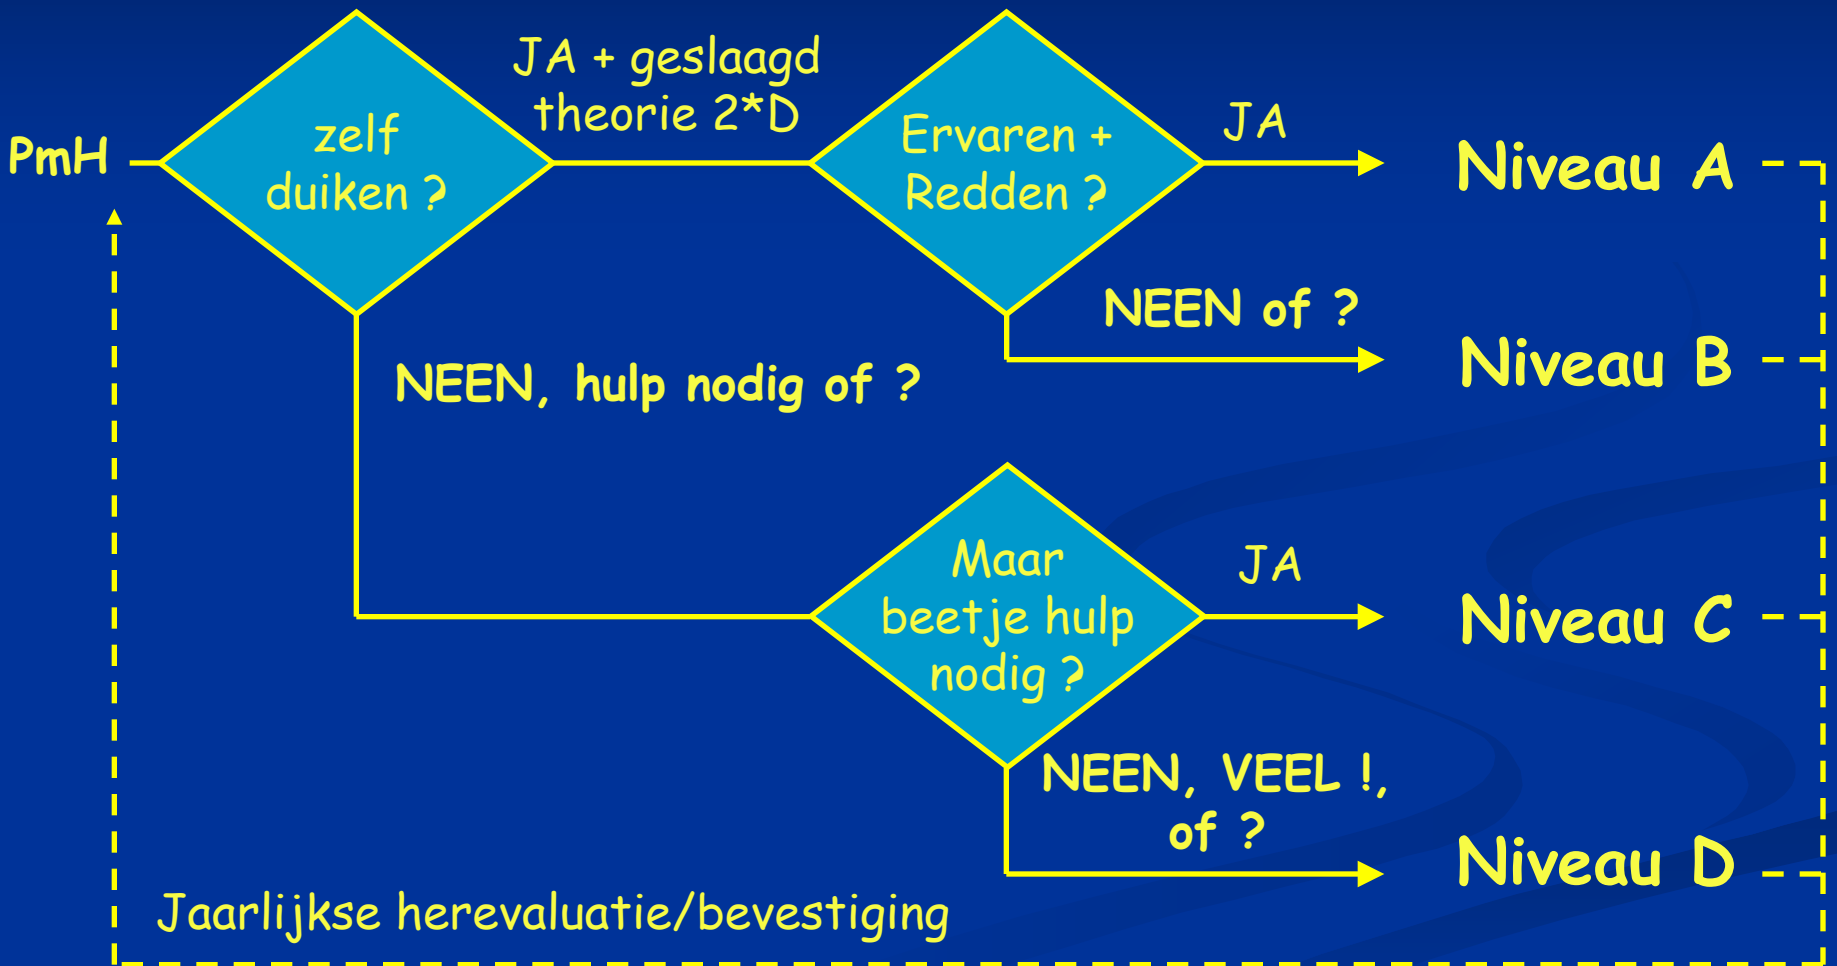 PmH
zelf
duiken ?
JA + geslaagd
theorie 2*D
Ervaren +
Redden ?
JA
Niveau A
NEEN of ?
Niveau B
NEEN, hulp nodig of ?
Maar
beetje hulp
nodig ?
JA
Niveau C
NEEN, VEEL !,
of ?
Niveau D
Jaarlijkse herevaluatie/bevestiging